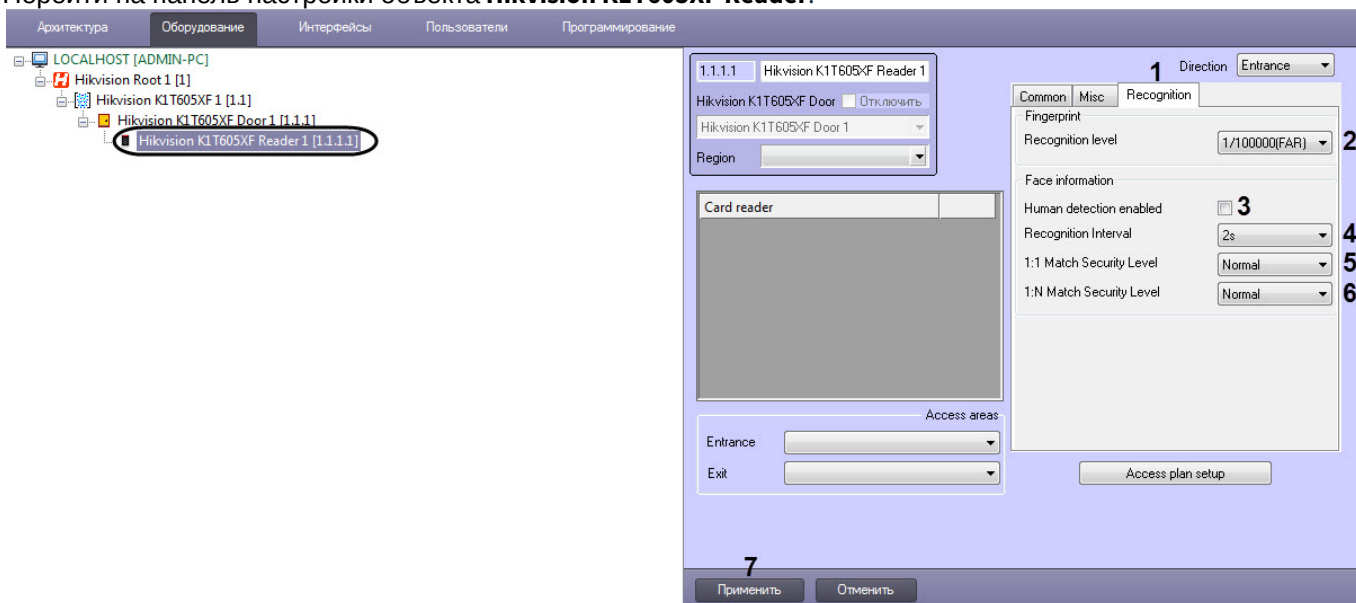 Перейти на панель настройки объекта Hikvision K1T605XF Reader.
Архитектура Оборудование Интерфейсы Пользователи Программирование
LOCALHOST [ADMIN-PC]
Hikvision Root 1 [1]
Hikvision K1T605XF 1 [1.1]
Hikvision K1T605XF Door 1 [1.1.1]
Hikvision K1T605XF Reader 1 [1.1.1.1]
1.1.1.1 Hikvision K1T605XF Reader 1
Hikvision K1T605XF Door Отключить
Hikvision K1T605XF Door 1
Region
Card reader
Access areas
Entrance
Exit
1 Direction Entrance
Common Misc Recognition
Fingerprint
Recognition level 1/100000(FAR) 2
Face information
Human detection enabled 3
Recognition Interval 2s 4
1:1 Match Security Level Normal 5
1:N Match Security Level Normal 6
Access plan setup
7
Применить Отменить